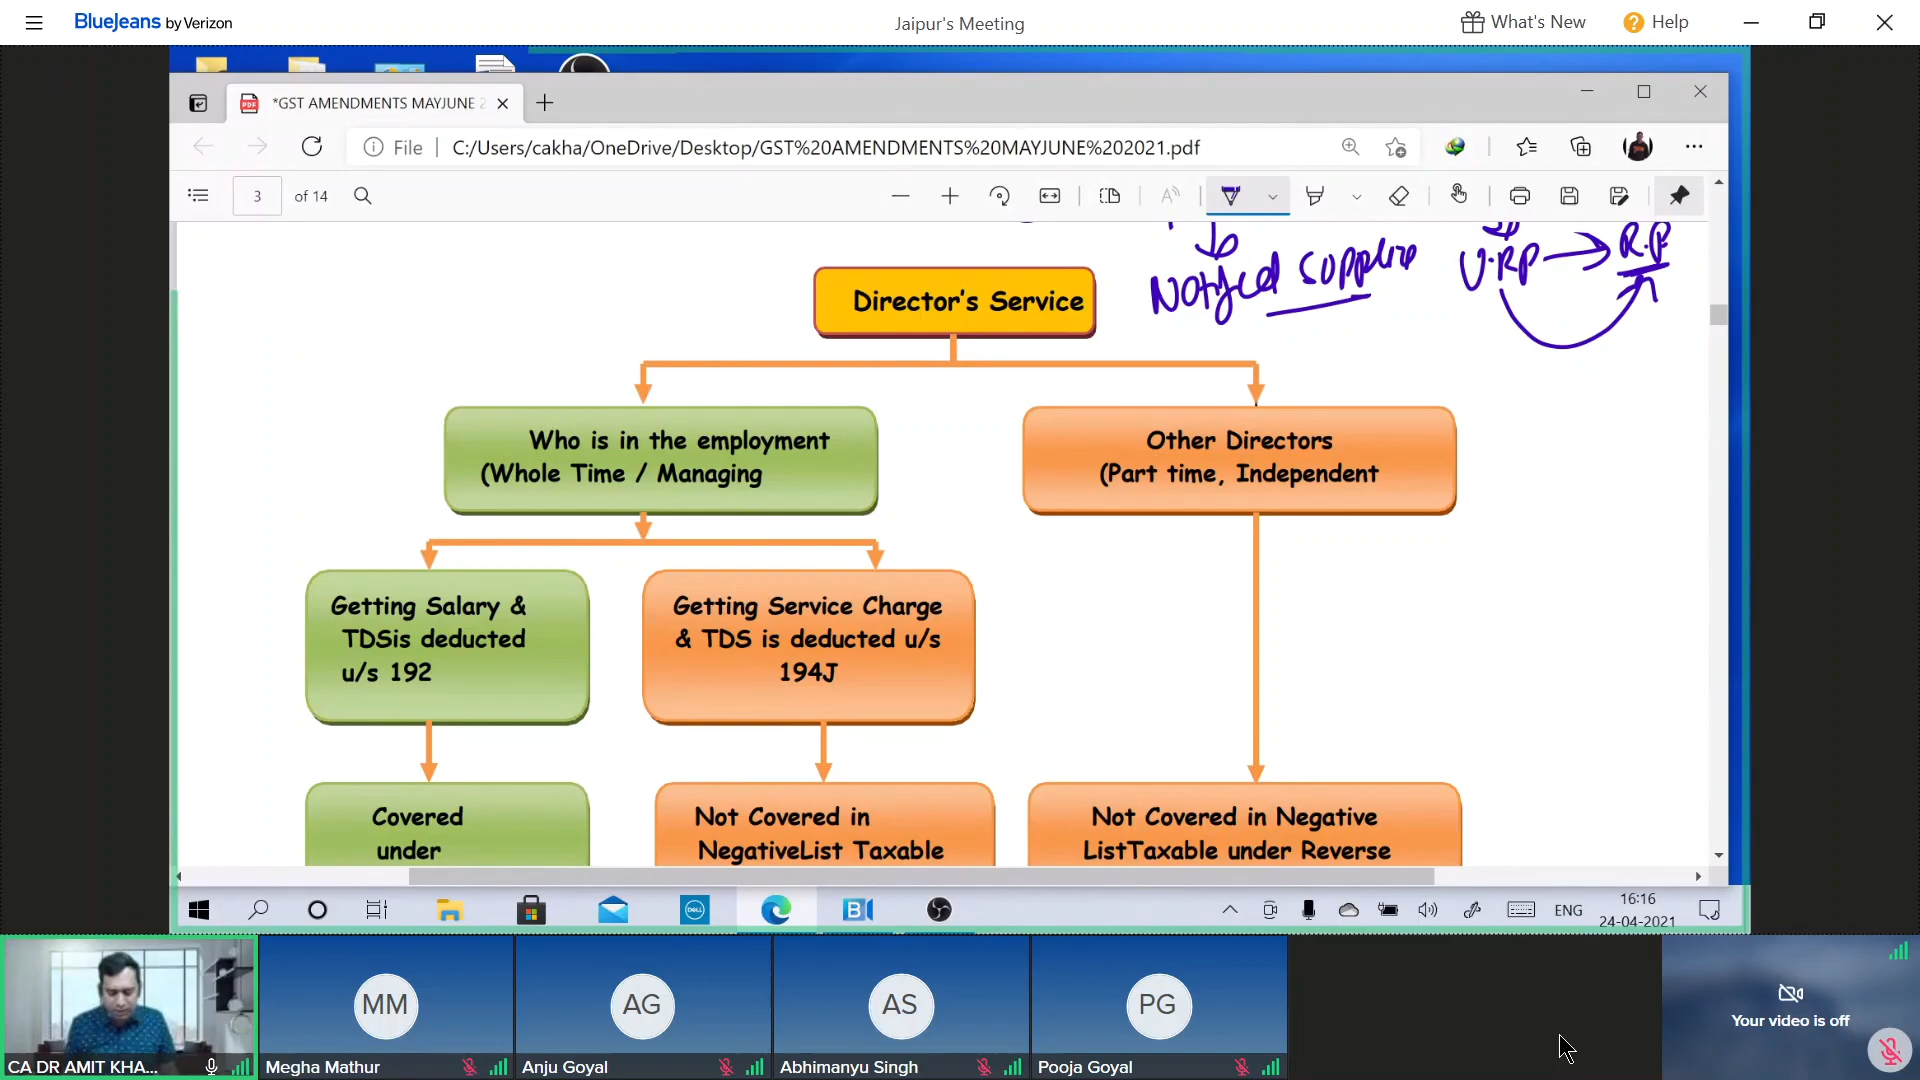 BlueJeans by Verizon
Jaipur's Meeting
What's New
Help
*GST AMENDMENTS MAYJUNE 2
File
C:/Users/cakha/OneDrive/Desktop/GST%20AMENDMENTS%20MAYJUNE%202021.pdf
3 of 14
Notified supplies
U.RP
R.P
Director's Service
Who is in the employment
(Whole Time / Managing
Other Directors
(Part time, Independent
Getting Salary &
TDSis deducted
u/s 192
Getting Service Charge
& TDS is deducted u/s
194J
Covered
under
Not Covered in
NegativeList Taxable
Not Covered in Negative
ListTaxable under Reverse
DELL
ENG
16:16
24-04-2021
MM
AG
AS
PG
Your video is off
CA DR AMIT KHA...
Megha Mathur
Anju Goyal
Abhimanyu Singh
Pooja Goyal